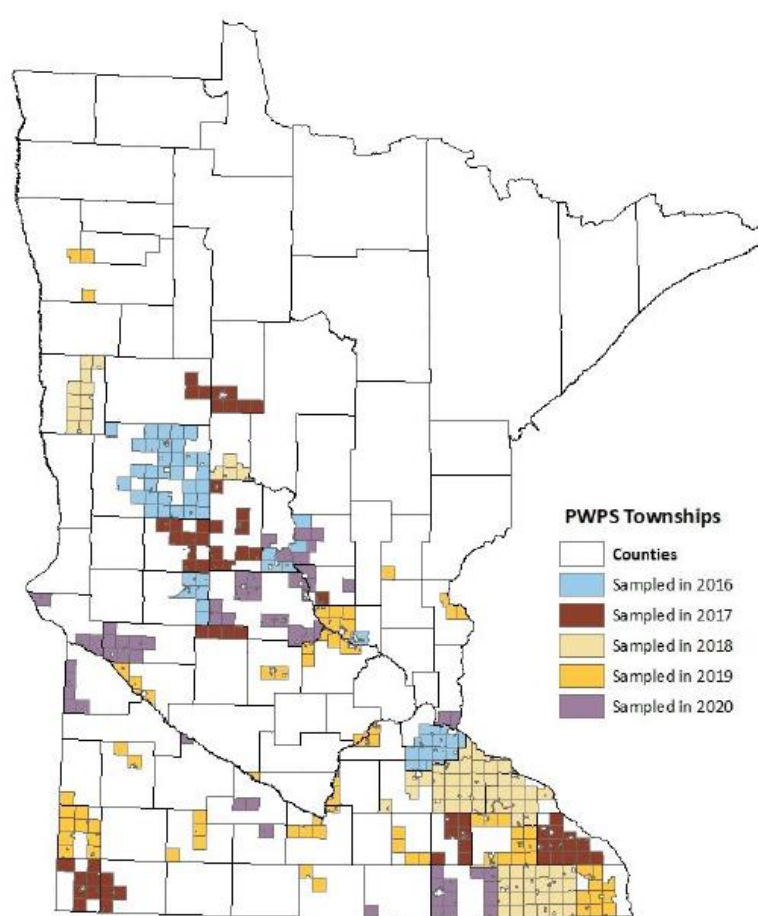 PWPS Townships
Counties
Sampled in 2016
Sampled in 2017
Sampled in 2018
Sampled in 2019
Sampled in 2020